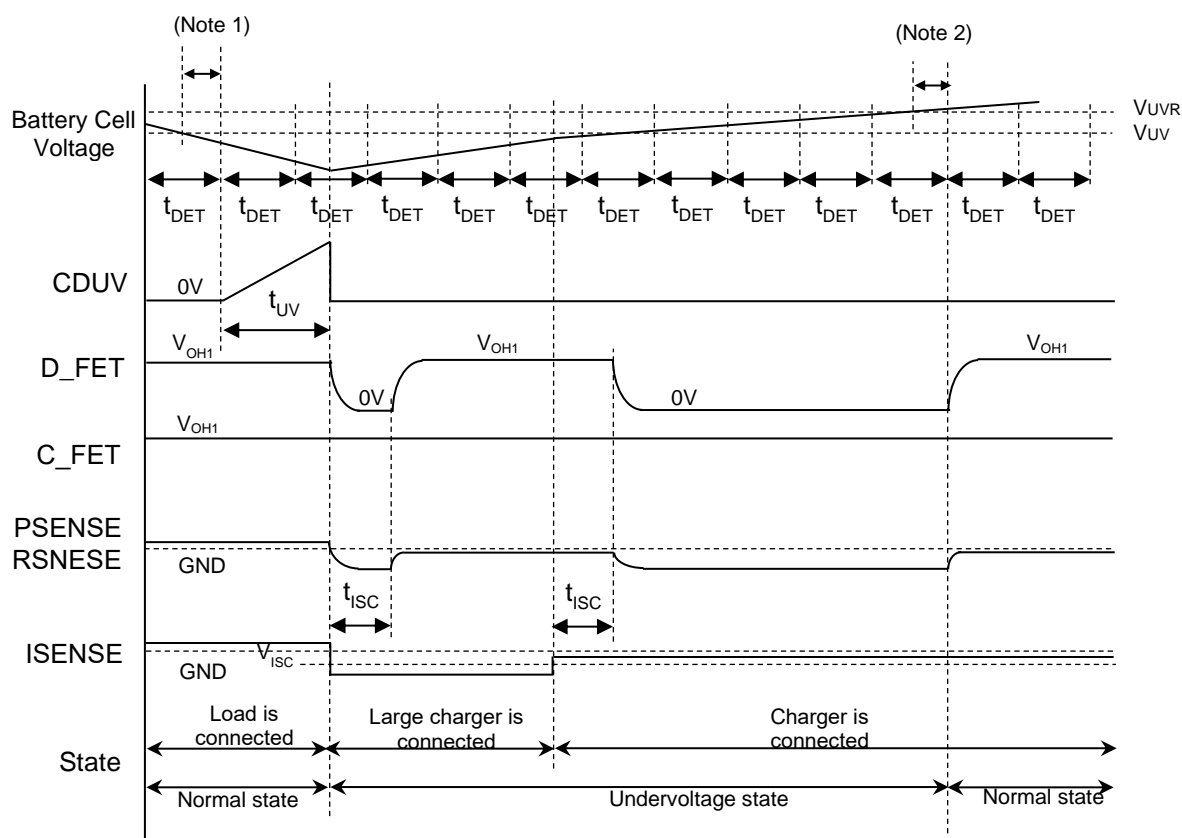 (Note 1)
(Note 2)
Battery Cell
Voltage
VUVR
VUV
tDET tDET tDET tDET tDET tDET tDET tDET tDET tDET tDET tDET tDET
CDUV
0V
tUV
D_FET
VOH1
0V
VOH1
0V
VOH1
C_FET
VOH1
PSENSE
RSNESE
GND
tISC
tISC
ISENSE
GND
VISC
State
Load is
connected
Large charger is
connected
Charger is
connected
Normal state
Undervoltage state
Normal state